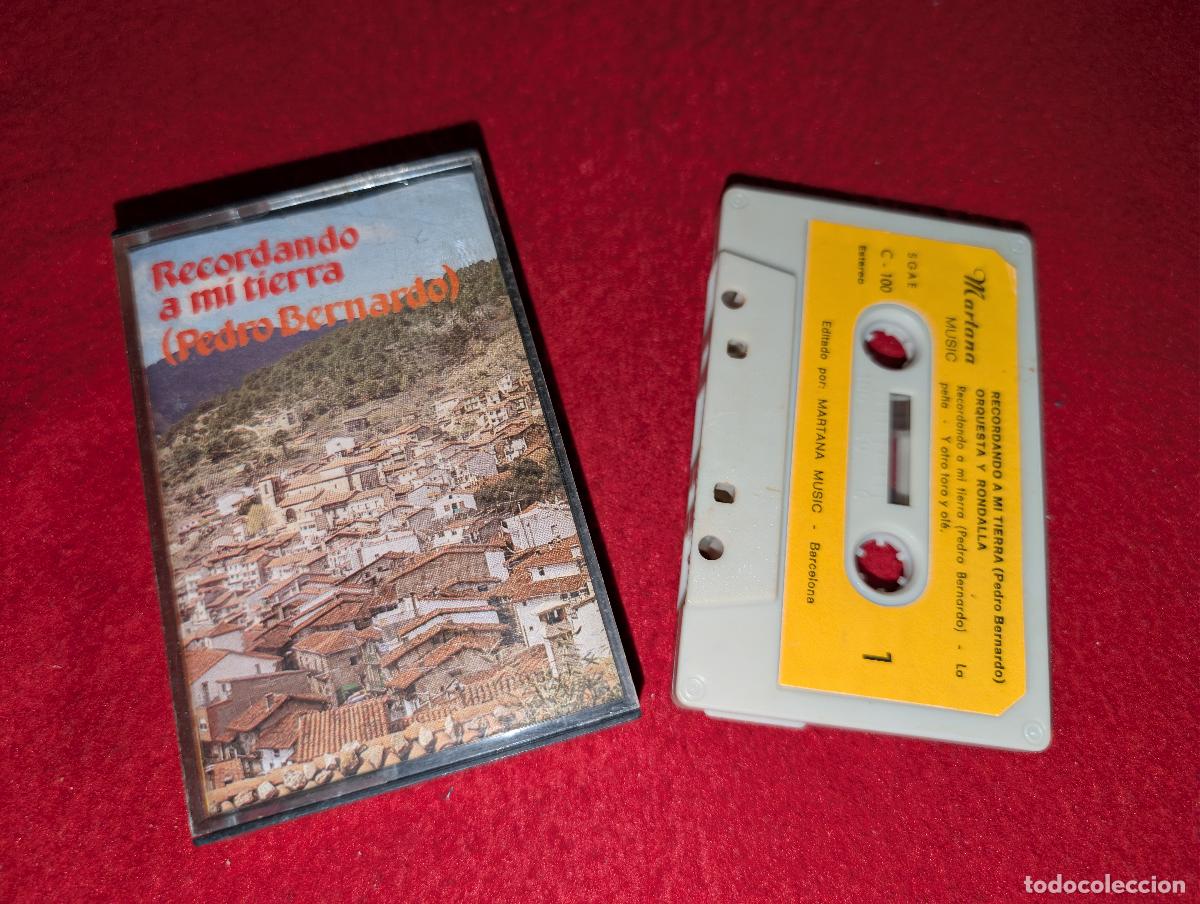 Recordando
a mi tierra
(Pedro Bernardo)
Martana
MUSIC
SGAE
C - 100
Estereo
RECORDANDO A MI TIERRA (Pedro Bernardo)
ORQUESTA Y RONDALLA
Recordando a mi tierra (Pedro Bernardo) - La
peña - Y otro toro y olé.
1
Editado por: MARTANA MUSIC - Barcelona
todocoleccion